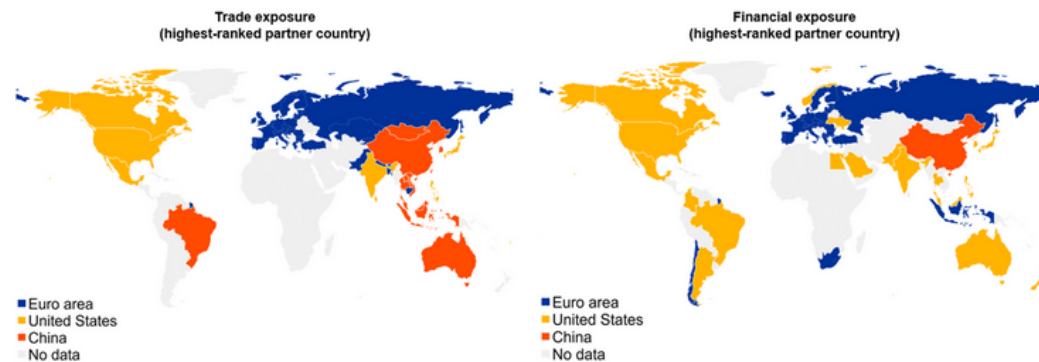 Trade exposure
(highest-ranked partner country)
Euro area
United States
China
No data
Financial exposure
(highest-ranked partner country)
Euro area
United States
China
No data